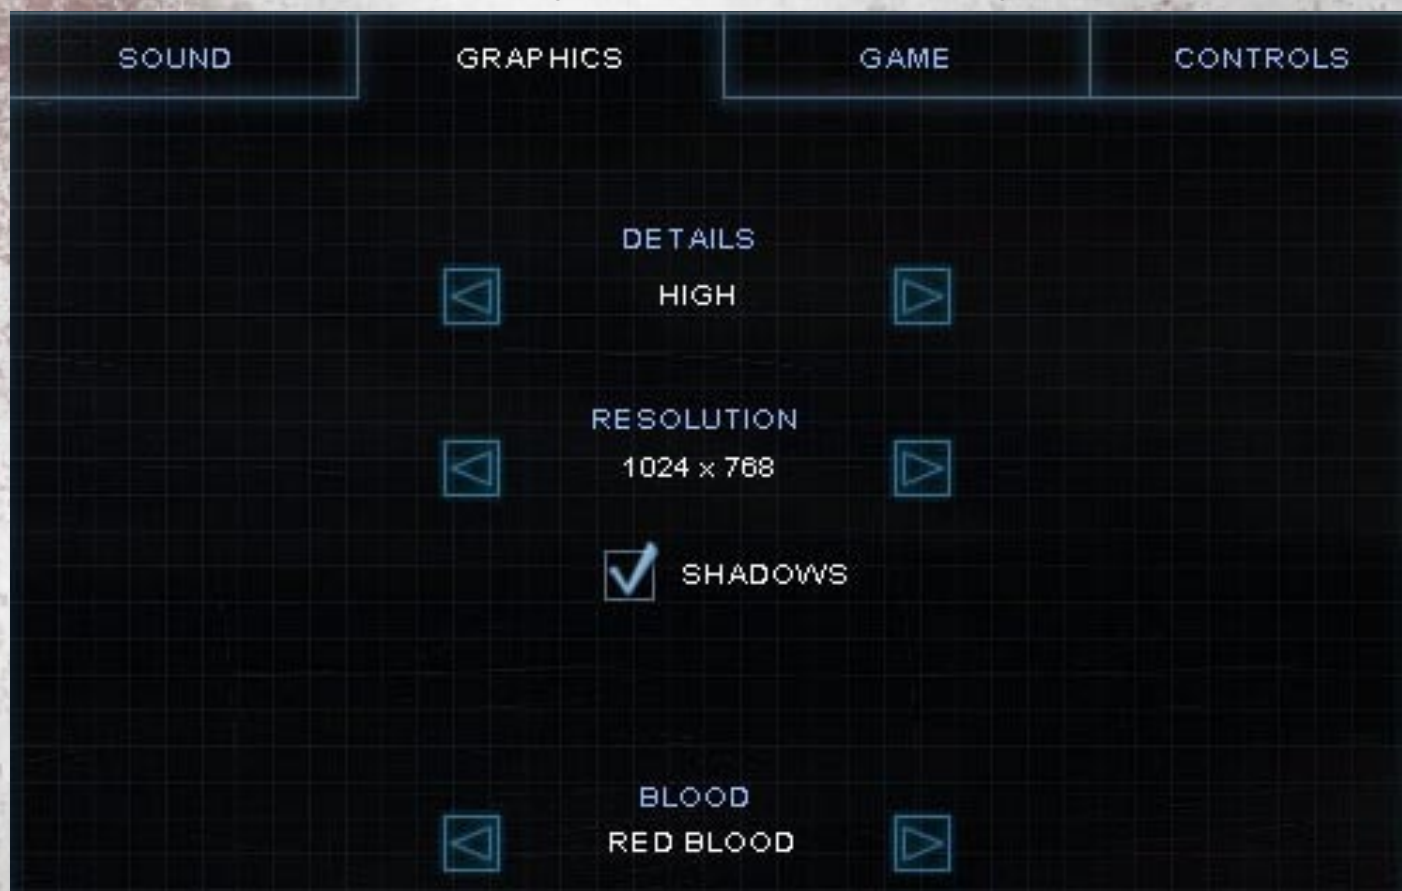 SOUND GRAPHICS GAME CONTROLS
DETAILS
HIGH
RESOLUTION
1024 x 768
SHADOWS
BLOOD
RED BLOOD